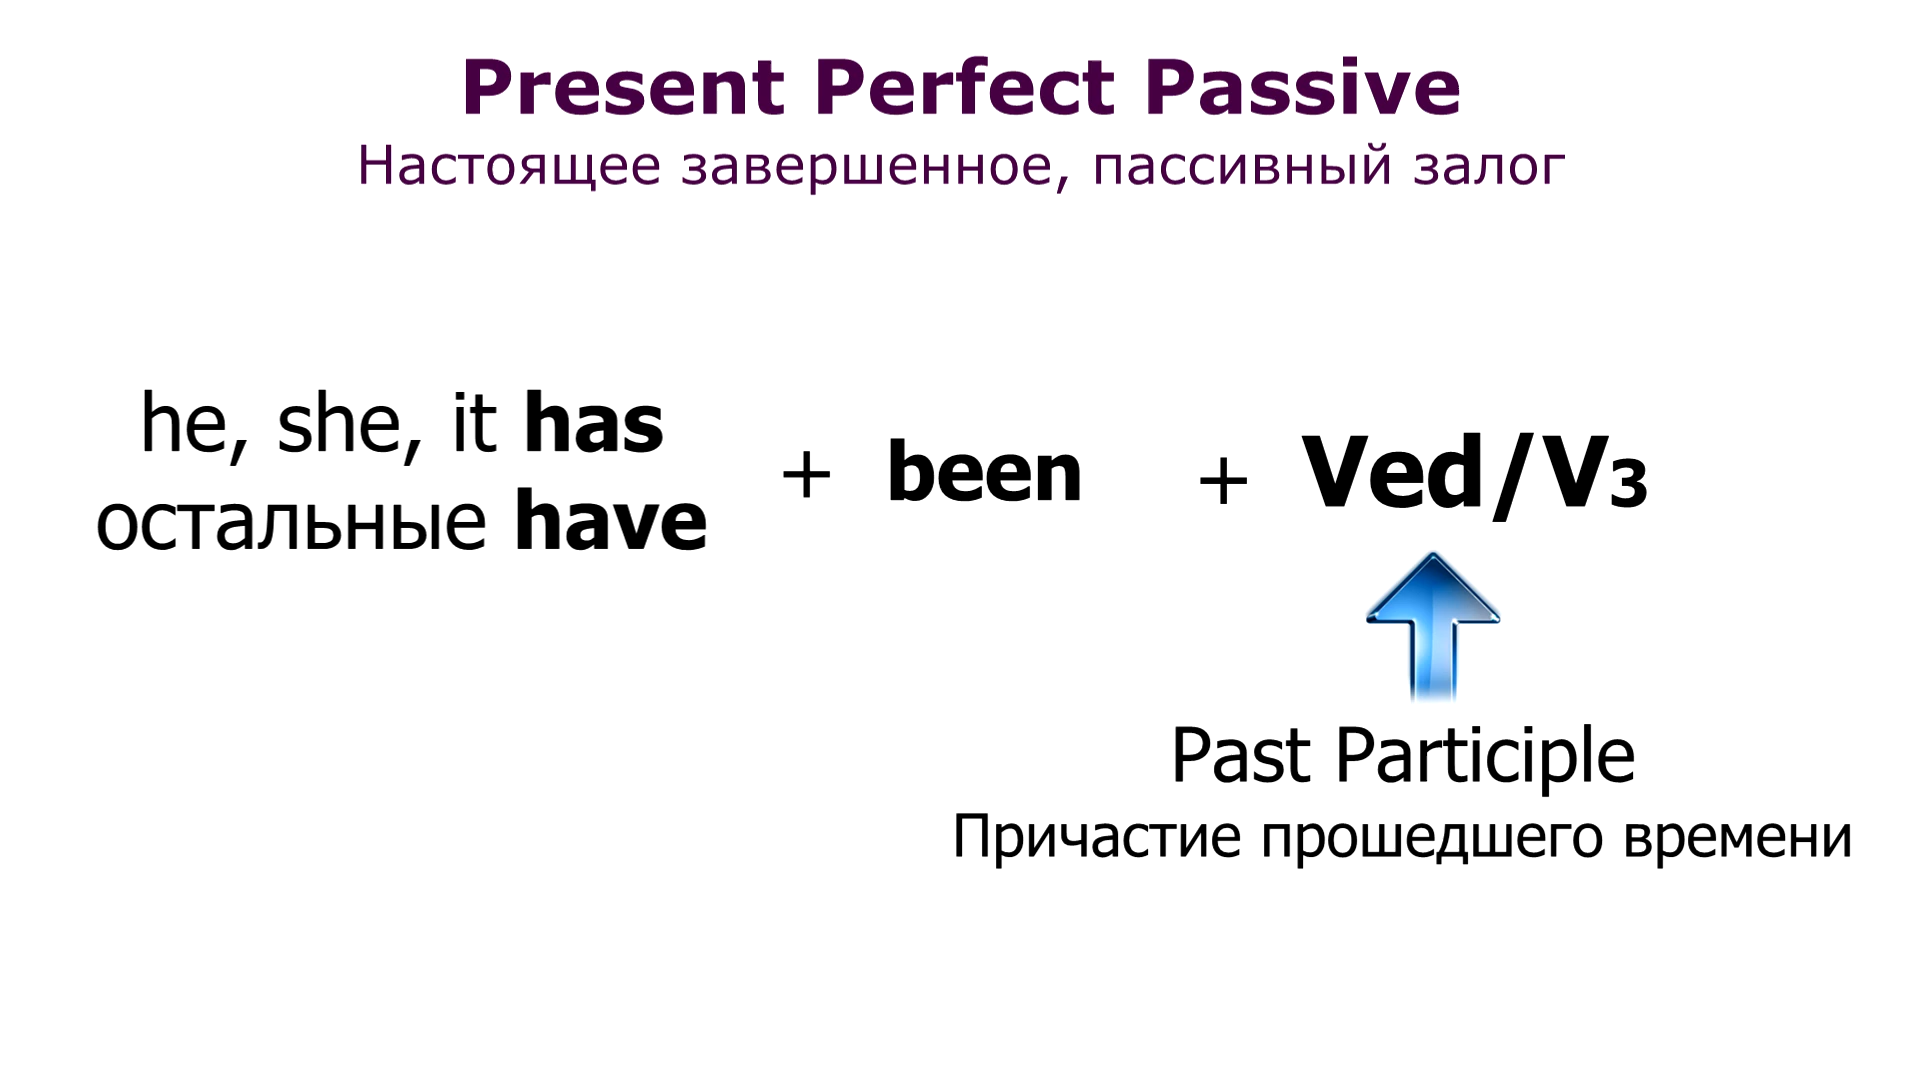 Present Perfect Passive
Настоящее завершенное, пассивный залог
he, she, it has
остальные have
+ been + Ved/V3
Past Participle
Причастие прошедшего времени